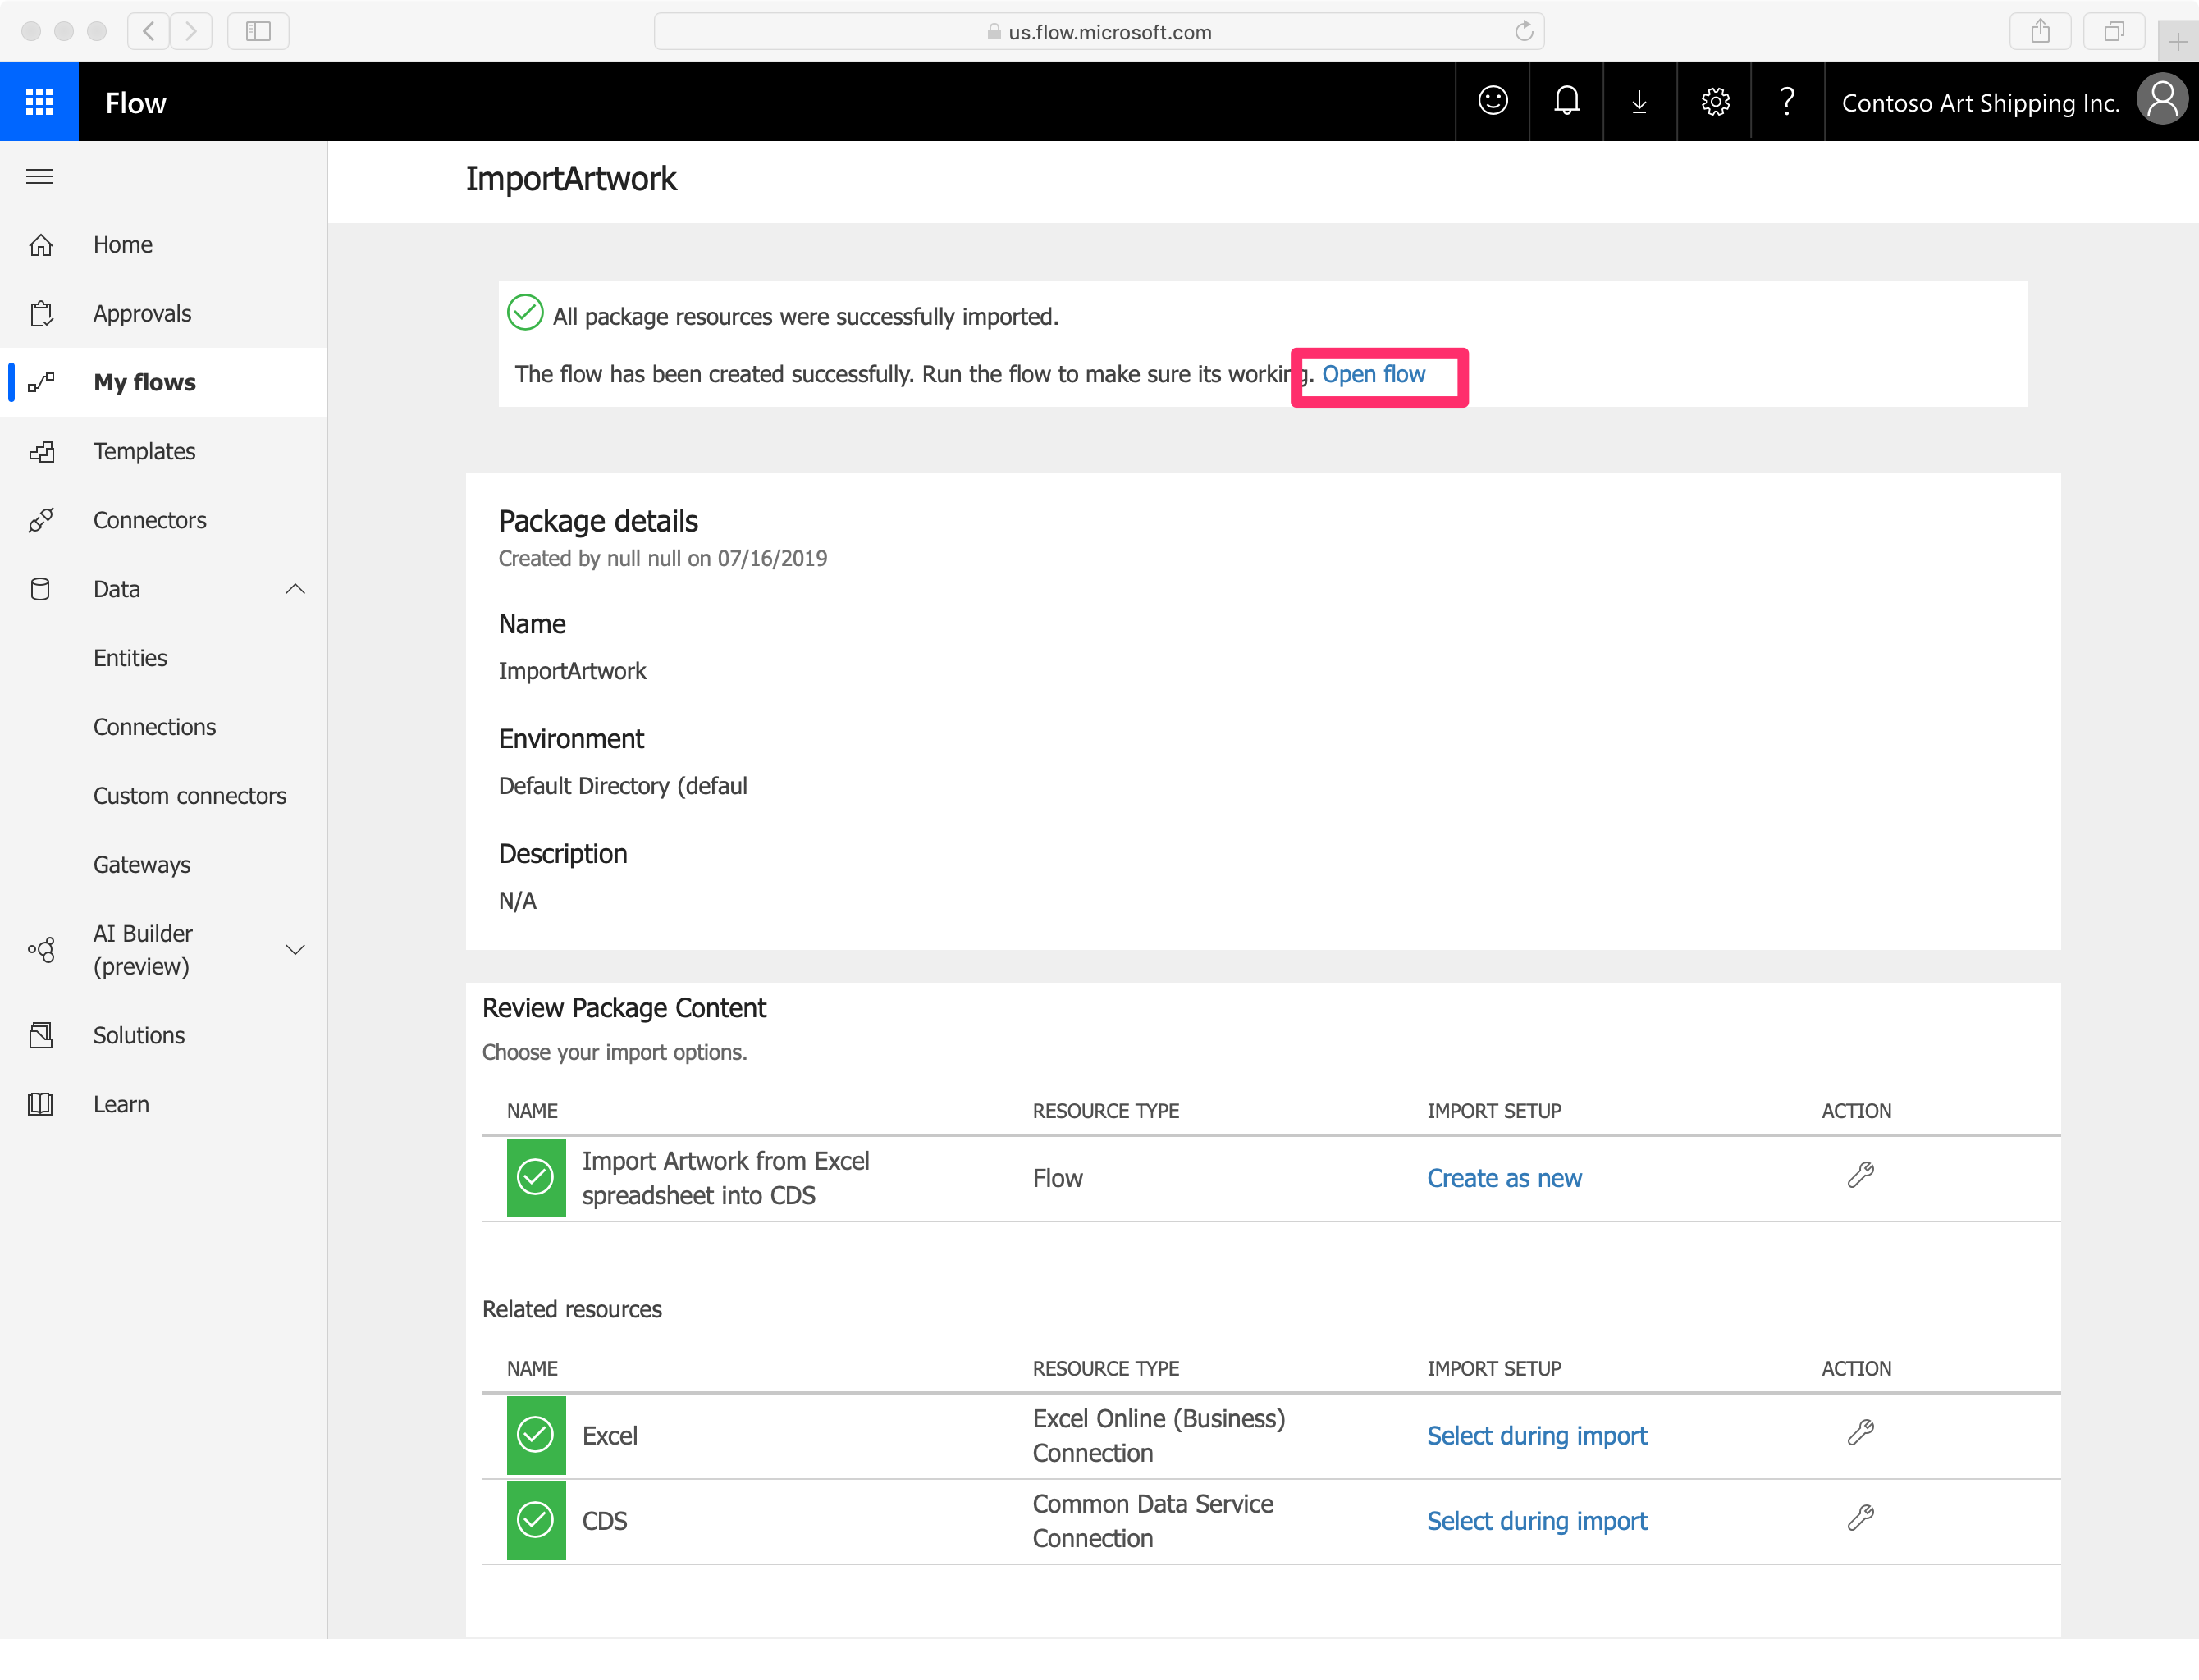 us.flow.microsoft.com
Flow
?
Contoso Art Shipping Inc.
ImportArtwork
Home
Approvals
My flows
Templates
Connectors
Data
Entities
Connections
Custom connectors
Gateways
AI Builder
(preview)
Solutions
Learn
All package resources were successfully imported.
The flow has been created successfully. Run the flow to make sure its working. Open flow
Package details
Created by null null on 07/16/2019
Name
ImportArtwork
Environment
Default Directory (defaul
Description
N/A
Review Package Content
Choose your import options.
NAME RESOURCE TYPE IMPORT SETUP ACTION
Import Artwork from Excel
spreadsheet into CDS
Flow
Create as new
Related resources
NAME RESOURCE TYPE IMPORT SETUP ACTION
Excel
Excel Online (Business)
Connection
Select during import
CDS
Common Data Service
Connection
Select during import